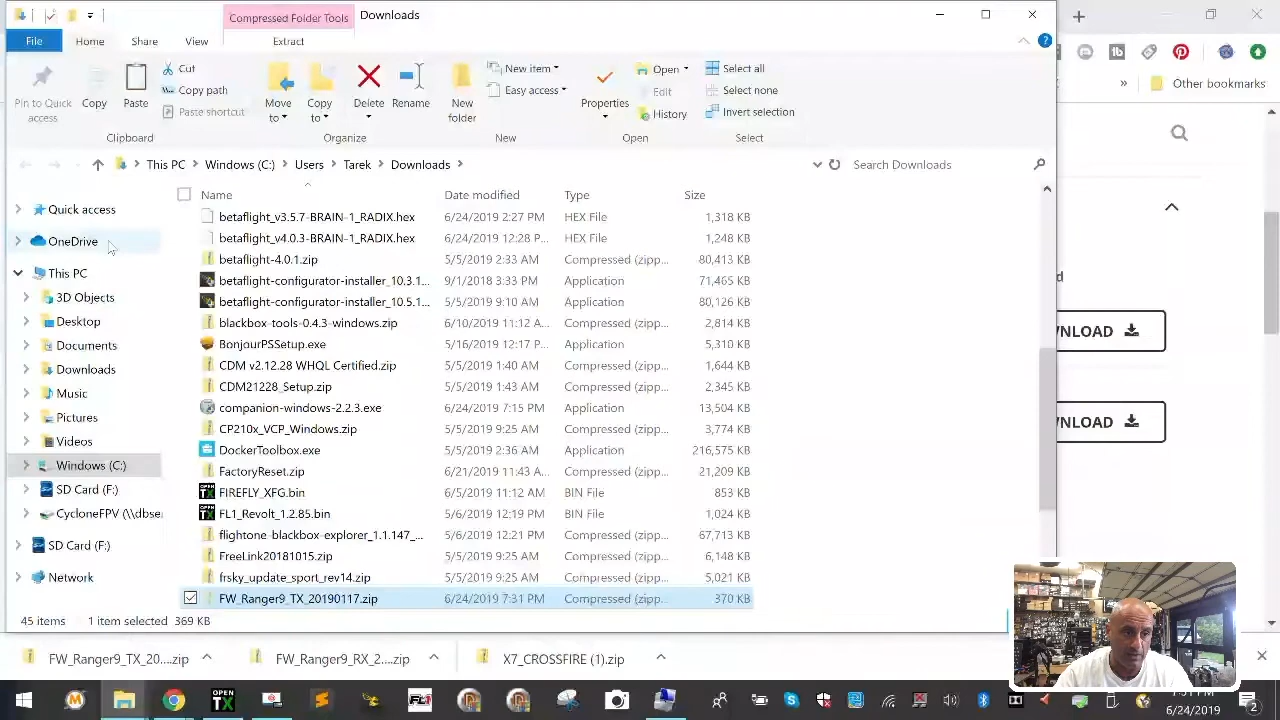 Compressed Folder Tools
Downloads
File
Home
Share
View
Extract
Pin to Quick access
Copy
Paste
Cut
Copy path
Paste shortcut
Clipboard
Move to
Copy to
Delete
Rename
Organize
New folder
New item
Easy access
New
Properties
Open
Edit
History
Open
Select all
Select none
Invert selection
Select
»
Other bookmarks
This PC > Windows (C:) > Users > Tarek > Downloads >
Search Downloads
Quick access
OneDrive
This PC
3D Objects
Desktop
Documents
Downloads
Music
Pictures
Videos
Windows (C:)
SD Card (F:)
CycloneFPV (\\dbse
SD Card (F:)
Network
Name Date modified Type Size
betaflight_v3.5.7-BRAIN-1_RADIX.hex 6/24/2019 2:27 PM HEX File 1,318 KB
betaflight_v4.0.3-BRAIN-1_RADIX.hex 6/24/2019 12:28 P... HEX File 1,248 KB
betaflight-4.0.1.zip 5/5/2019 2:33 AM Compressed (zipp... 80,413 KB
betaflight-configurator-installer_10.3.1... 9/1/2018 3:33 PM Application 71,465 KB
betaflight-configurator-installer_10.5.1... 5/5/2019 9:10 AM Application 80,126 KB
blackbox-tools-0.4.3-windows.zip 6/10/2019 11:12 A... Compressed (zipp... 2,814 KB
BonjourPSSetup.exe 5/16/2019 12:17 P... Application 5,310 KB
CDM v2.12.28 WHQL Certified.zip 5/5/2019 1:40 AM Compressed (zipp... 1,644 KB
CDM21228_Setup.zip 5/5/2019 1:43 AM Compressed (zipp... 2,345 KB
companion-windows-2.2.3.exe 6/24/2019 7:15 PM Application 13,504 KB
CP210x_VCP_Windows.zip 5/5/2019 9:25 AM Compressed (zipp... 3,774 KB
DockerToolbox.exe 5/5/2019 2:36 AM Application 216,575 KB
FactoryReset.zip 6/21/2019 11:43 A... Compressed (zipp... 21,209 KB
FIREFLY_XFG.bin 6/5/2019 11:12 AM BIN File 853 KB
FL1_Revolt_1.2.85.bin 5/6/2019 12:19 PM BIN File 1,024 KB
flightone-blackbox-explorer_1.1.147_... 5/6/2019 12:21 PM Compressed (zipp... 67,713 KB
FreeLink20181015.zip 5/5/2019 9:25 AM Compressed (zipp... 6,148 KB
frsky_update_sport_rev14.zip 5/5/2019 9:25 AM Compressed (zipp... 5,021 KB
FW_Ranger9_TX_20190117.zip 6/24/2019 7:31 PM Compressed (zipp... 370 KB
45 items 1 item selected 369 KB
d
WNLOAD
WNLOAD
FW_Ranger9_TX_20....zip
X7_CROSSFIRE (1).zip
OPEN TX
6/24/2019
2